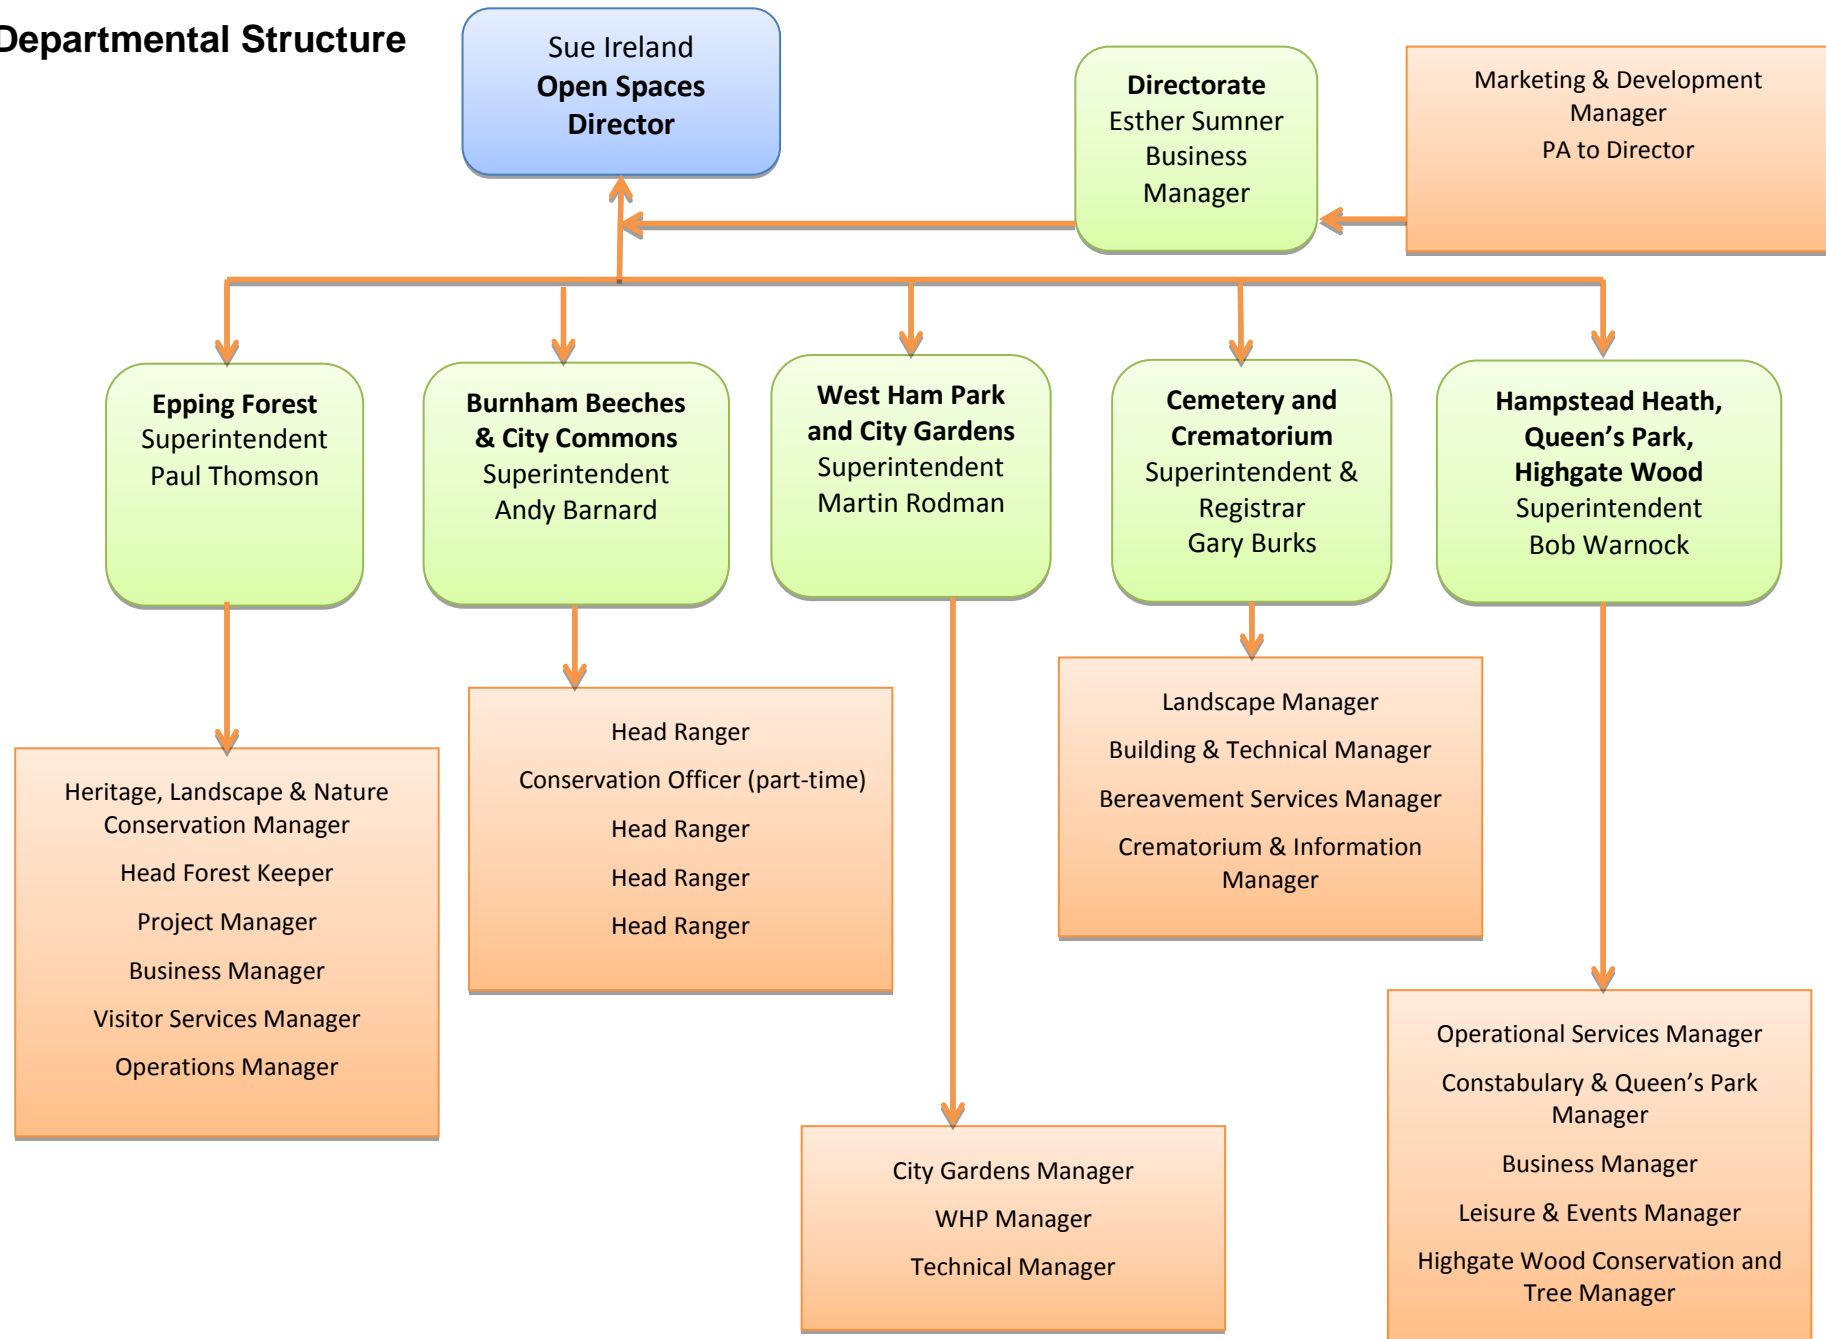 Departmental Structure
Sue Ireland
Open Spaces
Director
Directorate
Esther Sumner
Business
Manager
Marketing & Development
Manager
PA to Director
Epping Forest
Superintendent
Paul Thomson
Burnham Beeches
& City Commons
Superintendent
Andy Barnard
West Ham Park
and City Gardens
Superintendent
Martin Rodman
Cemetery and
Crematorium
Superintendent &
Registrar
Gary Burks
Hampstead Heath,
Queen’s Park,
Highgate Wood
Superintendent
Bob Warnock
Heritage, Landscape & Nature
Conservation Manager
Head Forest Keeper
Project Manager
Business Manager
Visitor Services Manager
Operations Manager
Head Ranger
Conservation Officer (part-time)
Head Ranger
Head Ranger
Head Ranger
City Gardens Manager
WHP Manager
Technical Manager
Landscape Manager
Building & Technical Manager
Bereavement Services Manager
Crematorium & Information
Manager
Operational Services Manager
Constabulary & Queen’s Park
Manager
Business Manager
Leisure & Events Manager
Highgate Wood Conservation and
Tree Manager